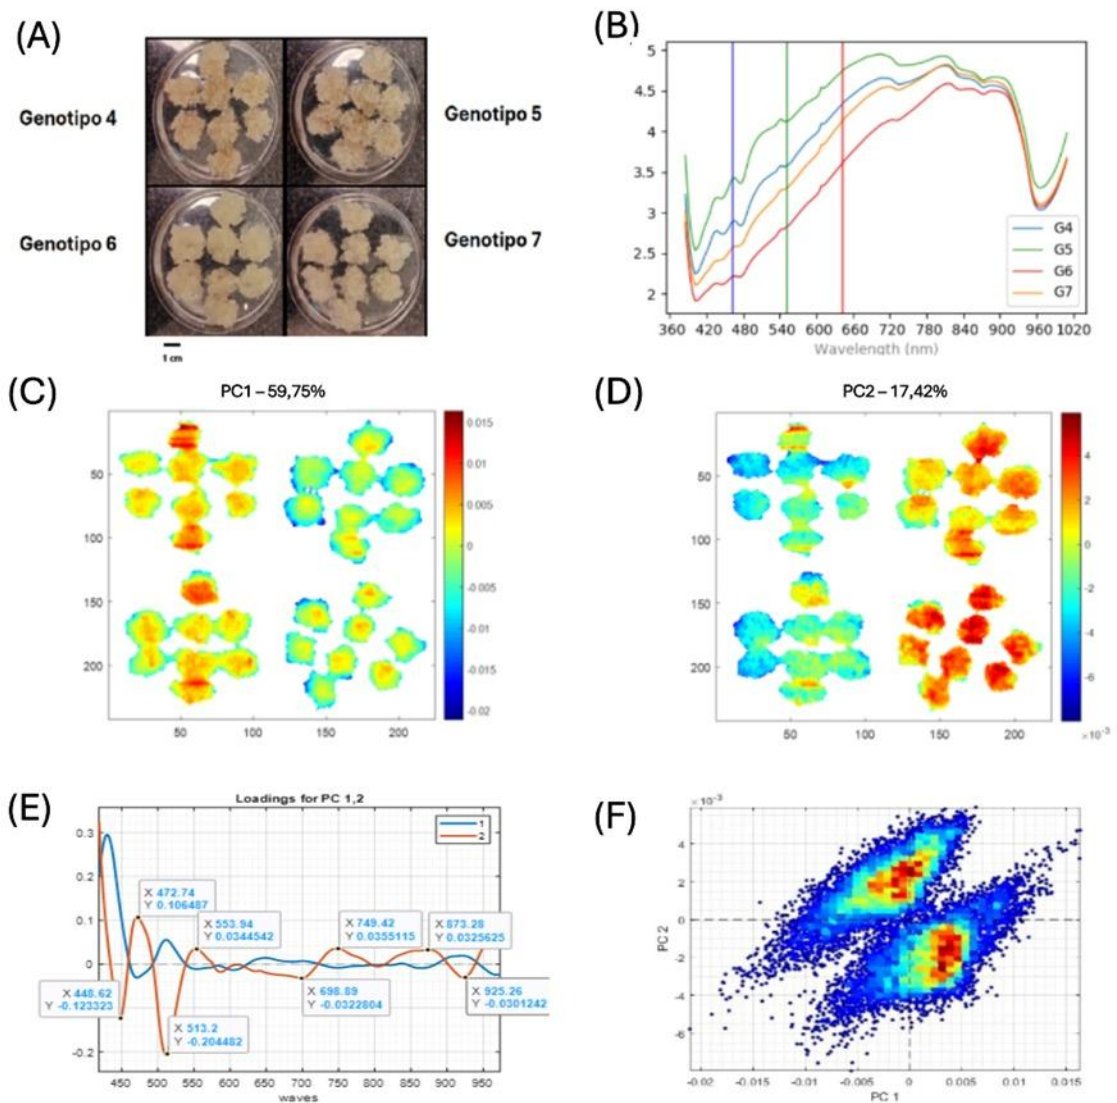 (A)
Genotipo 4
Genotipo 5
Genotipo 6
Genotipo 7
1 cm
(B)
5
4.5
4
3.5
3
2.5
2
G4
G5
G6
G7
360 420 480 540 600 660 720 780 840 900 960 1020
Wavelength (nm)
(C)
PC1 – 59,75%
50
100
150
200
50 100 150 200
0.015
0.01
0.005
0
-0.005
-0.01
-0.015
-0.02
(D)
PC2 – 17,42%
50
100
150
200
50 100 150 200
4
2
0
-2
-4
-6
×10⁻³
(E)
Loadings for PC 1,2
0.3
0.2
0.1
0
-0.2
1
2
X 472.74
Y 0.106487
X 553.94
Y 0.0344542
X 749.42
Y 0.0355115
X 873.28
Y 0.0325625
X 448.62
Y -0.123323
X 513.2
Y -0.204482
X 698.89
Y -0.0322804
X 925.26
Y -0.0301242
450 500 550 600 650 700 750 800 850 900 950
waves
(F)
×10⁻³
4
2
0
-2
-4
-6
PC 2
-0.02 -0.015 -0.01 -0.005 0 0.005 0.01 0.015
PC 1